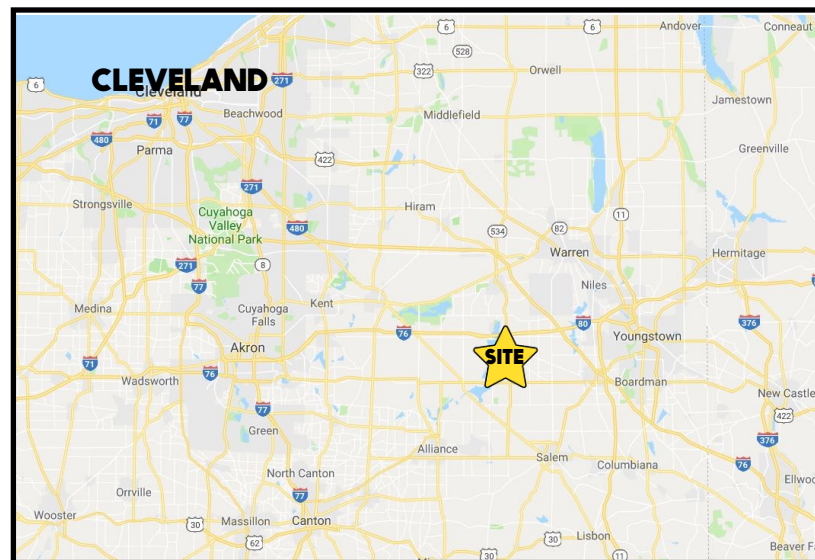 6
6
Andover
Conneaut
528
CLEVELAND
Cleveland
6
271
322
Orwell
Jamestown
Beachwood
Middlefield
71
77
480
Parma
422
Greenville
271
Strongsville
Cuyahoga
Valley
National Park
Hiram
11
480
534
82
Warren
Hermitage
271
8
77
Niles
Medina
Cuyahoga
Falls
Kent
76
80
376
Youngstown
Akron
SITE
71
Wadsworth
76
Boardman
New Castle
77
422
Green
376
Alliance
Salem
Columbiana
76
North Canton
Orrville
77
Wooster
30
Massillon
Canton
62
30
Lisbon
30
11